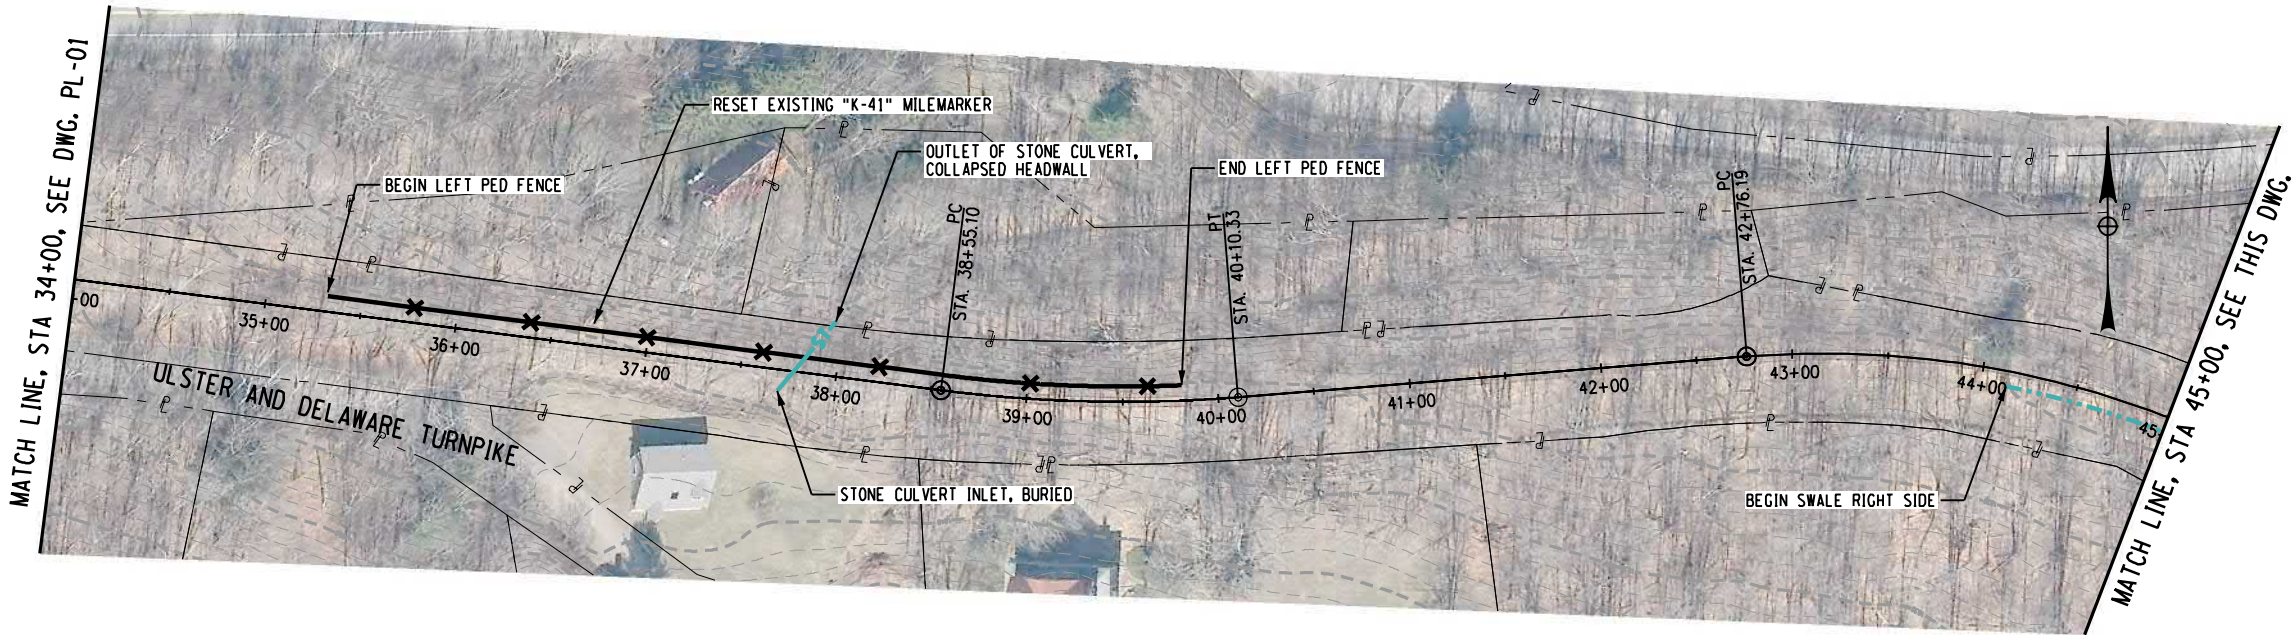 MATCH LINE, STA 34+00, SEE DWG. PL-01
RESET EXISTING "K-41" MILEMARKER
BEGIN LEFT PED FENCE
OUTLET OF STONE CULVERT,
COLLAPSED HEADWALL
END LEFT PED FENCE
PC
STA. 38+55.10
PT
STA. 40+10.33
PC
STA. 42+76.19
-00
35+00
36+00
37+00
38+00
39+00
40+00
41+00
42+00
43+00
44+00
45
ST
ULSTER AND DELAWARE TURNPIKE
STONE CULVERT INLET, BURIED
BEGIN SWALE RIGHT SIDE
MATCH LINE, STA 45+00, SEE THIS DWG.